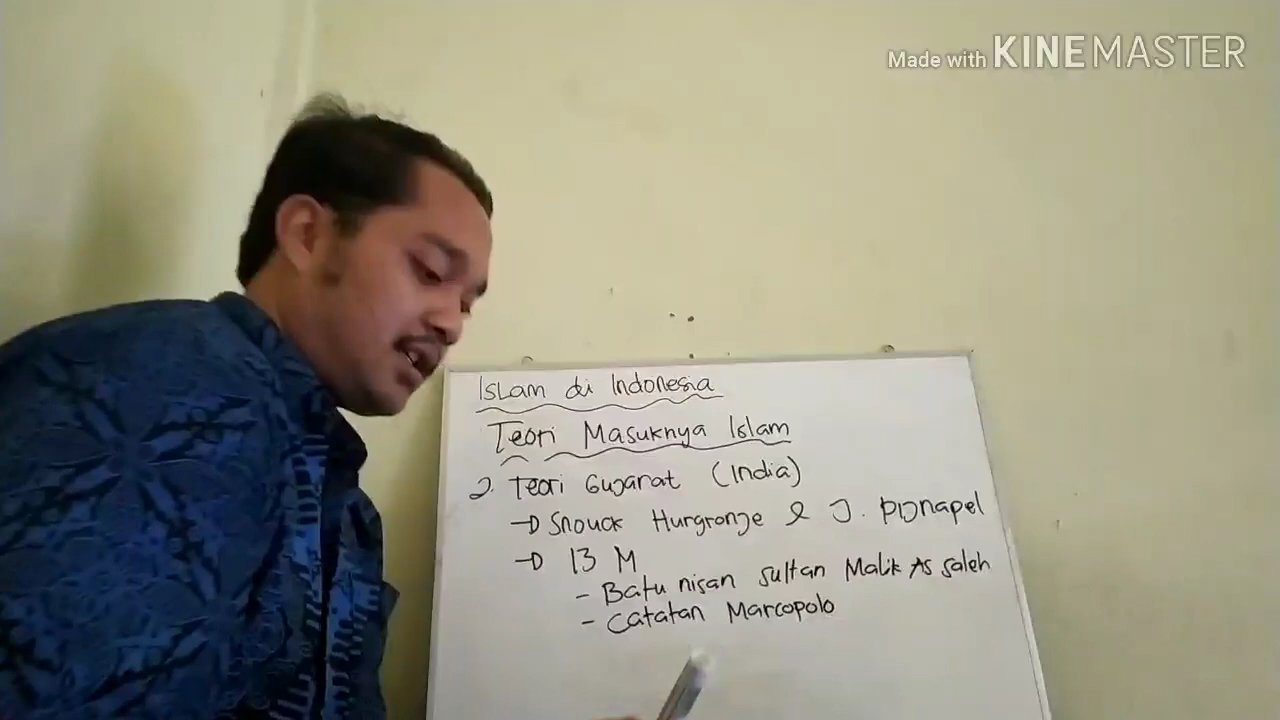 Made with KINEMASTER
Islam di Indonesia
Teori Masuknya Islam
2. Teori Gujarat (India)
→ Snouck Hurgronje & J. Pijnapel
→ 13 M
- Batu nisan Sultan Malik As saleh
- Catatan Marcopolo